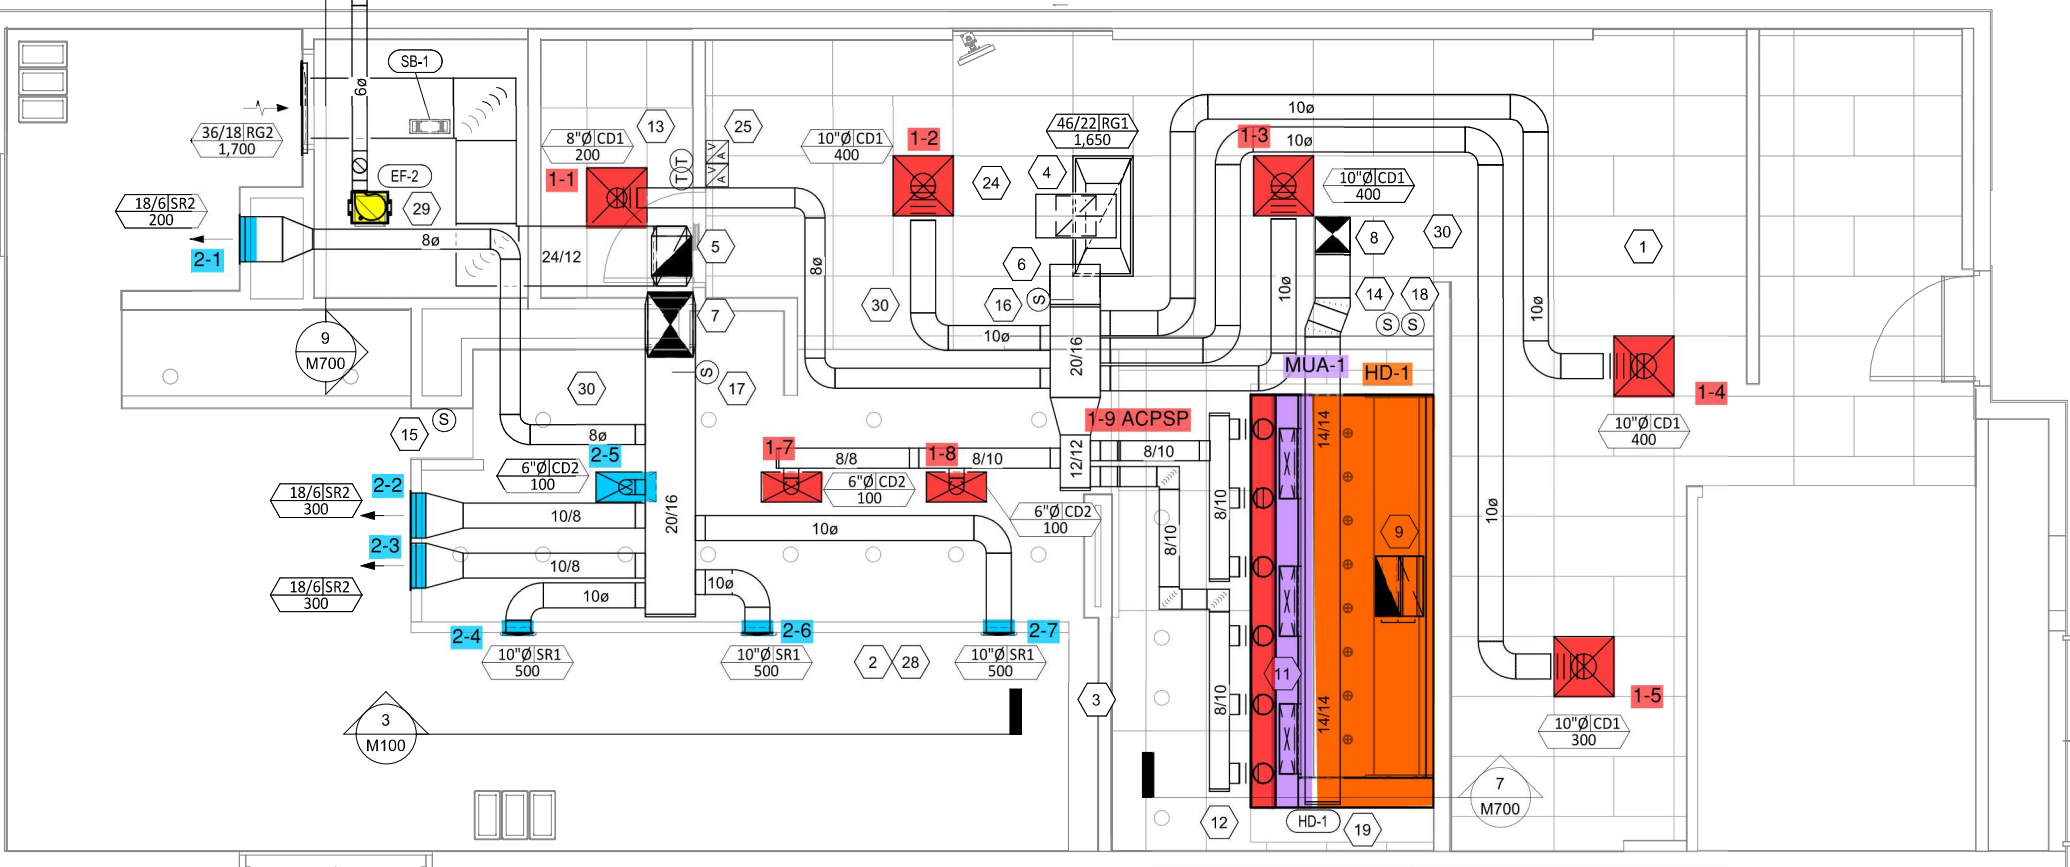 SB-1
6ø
36/18 RG2
1,700
8"Ø CD1
200
13
25
10"Ø CD1
400
1-2
46/22 RG1
1,650
10ø
1-3
10ø
T
T
V
A
V
A
1-1
EF-2
29
24
4
10"Ø CD1
400
18/6 SR2
200
2-1
8ø
24/12
5
8ø
6
8
30
1
7
30
16
S
10ø
14
18
S
S
10ø
9
M700
10ø
20/16
S
17
30
MUA-1
HD-1
1-4
15
S
8ø
1-9 ACPSP
10"Ø CD1
400
2-5
6"Ø CD2
100
1-7
8/8
1-8
8/10
12/12
8/10
14/14
2-2
18/6 SR2
300
6"Ø CD2
100
6"Ø CD2
100
10/8
20/16
10ø
8/10
8/10
9
10ø
2-3
18/6 SR2
300
10/8
10ø
10ø
2-4
2-6
2-7
10"Ø SR1
500
10"Ø SR1
500
2
28
10"Ø SR1
500
3
8/10
11
14/14
1-5
10"Ø CD1
300
3
M100
7
M700
12
HD-1
19